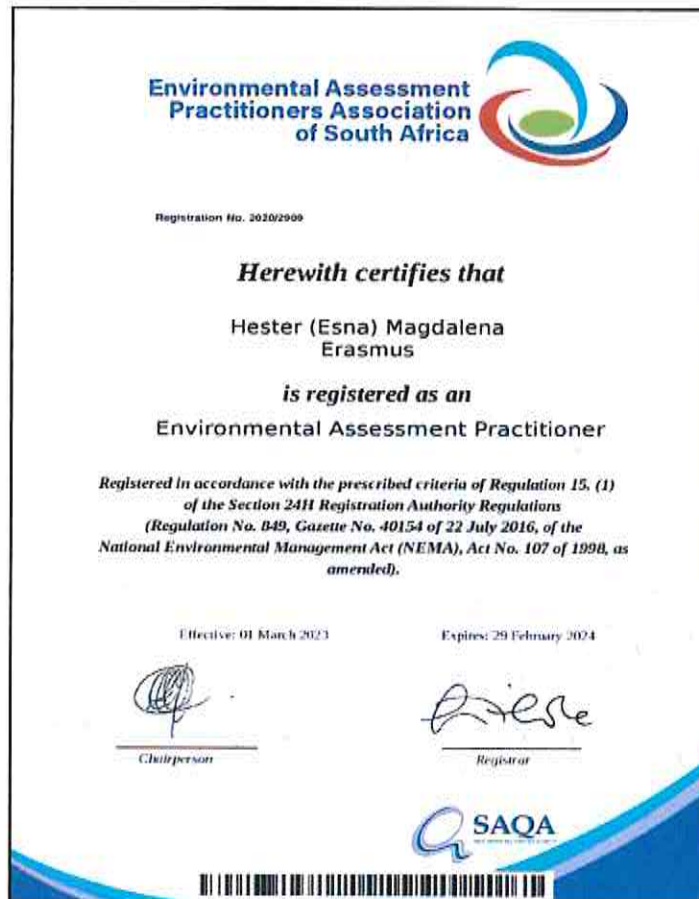 Environmental Assessment
Practitioners Association
of South Africa
Registration No. 2020/2909
Herewith certifies that
Hester (Esna) Magdalena
Erasmus
is registered as an
Environmental Assessment Practitioner
Registered in accordance with the prescribed criteria of Regulation 15. (1)
of the Section 24H Registration Authority Regulations
(Regulation No. 849, Gazette No. 40154 of 22 July 2016, of the
National Environmental Management Act (NEMA), Act No. 107 of 1998, as
amended).
Effective: 01 March 2023
Expires: 29 February 2024
Chairperson
Registrar
SAQA